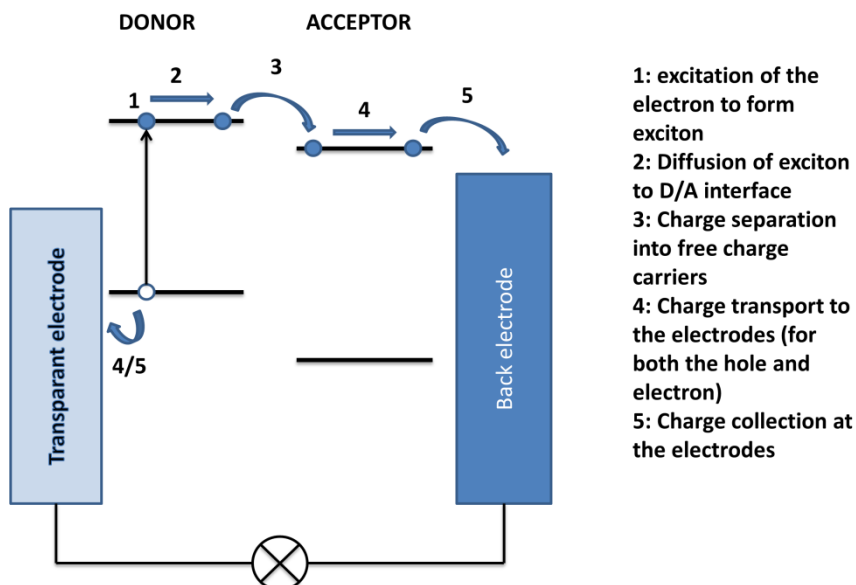 DONOR
ACCEPTOR
1
2
3
4
5
4/5
Transparant electrode
Back electrode
1: excitation of the
electron to form
exciton
2: Diffusion of exciton
to D/A interface
3: Charge separation
into free charge
carriers
4: Charge transport to
the electrodes (for
both the hole and
electron)
5: Charge collection at
the electrodes